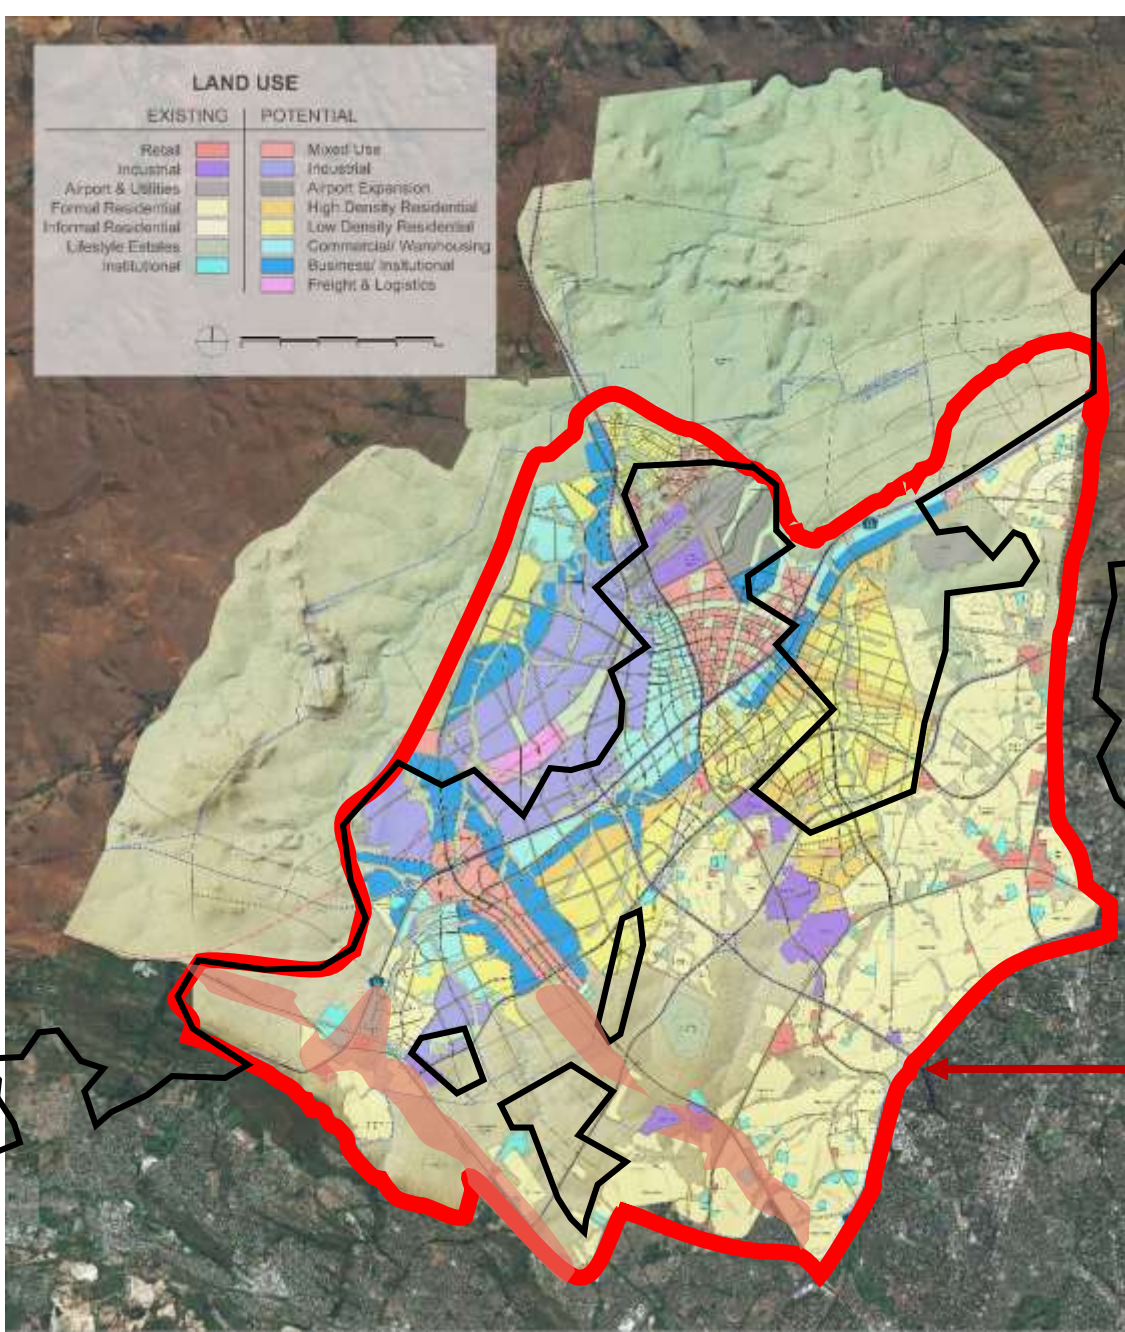 LAND USE
EXISTING POTENTIAL
Retail Mixed Use
Industrial Industrial
Airport & Utilities Airport Expansion
Formal Residential High Density Residential
Informal Residential Low Density Residential
Lifestyle Estates Commercial/ Warehousing
Institutional Business/ Insitutional
Freight & Logistics